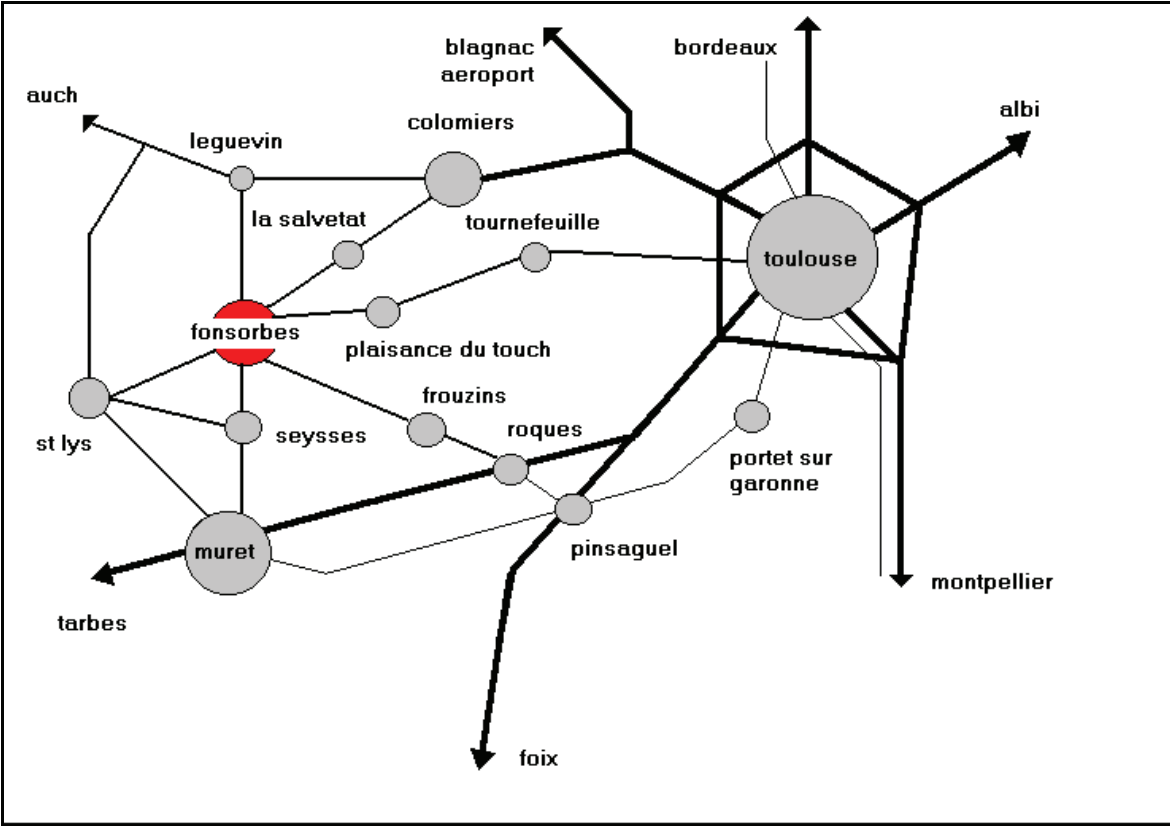 blagnac
aeroport
bordeaux
auch
albi
colomiers
leguevin
la salvetat
tournefeuille
toulouse
fonsorbes
plaisance du touch
frouzins
roques
st lys
seysses
portet sur
garonne
muret
pinsaguel
montpellier
tarbes
foix